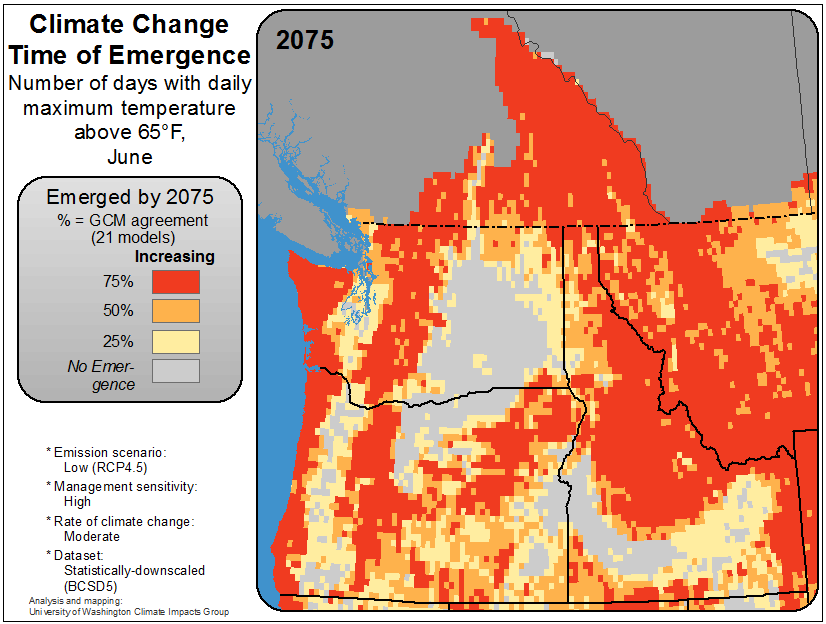 Climate Change
Time of Emergence
Number of days with daily
maximum temperature
above 65°F,
June
2075
Emerged by 2075
% = GCM agreement
(21 models)
Increasing
75%
50%
25%
No Emer-
gence
* Emission scenario:
Low (RCP4.5)
* Management sensitivity:
High
* Rate of climate change:
Moderate
* Dataset:
Statistically-downscaled
(BCSD5)
Analysis and mapping:
University of Washington Climate Impacts Group